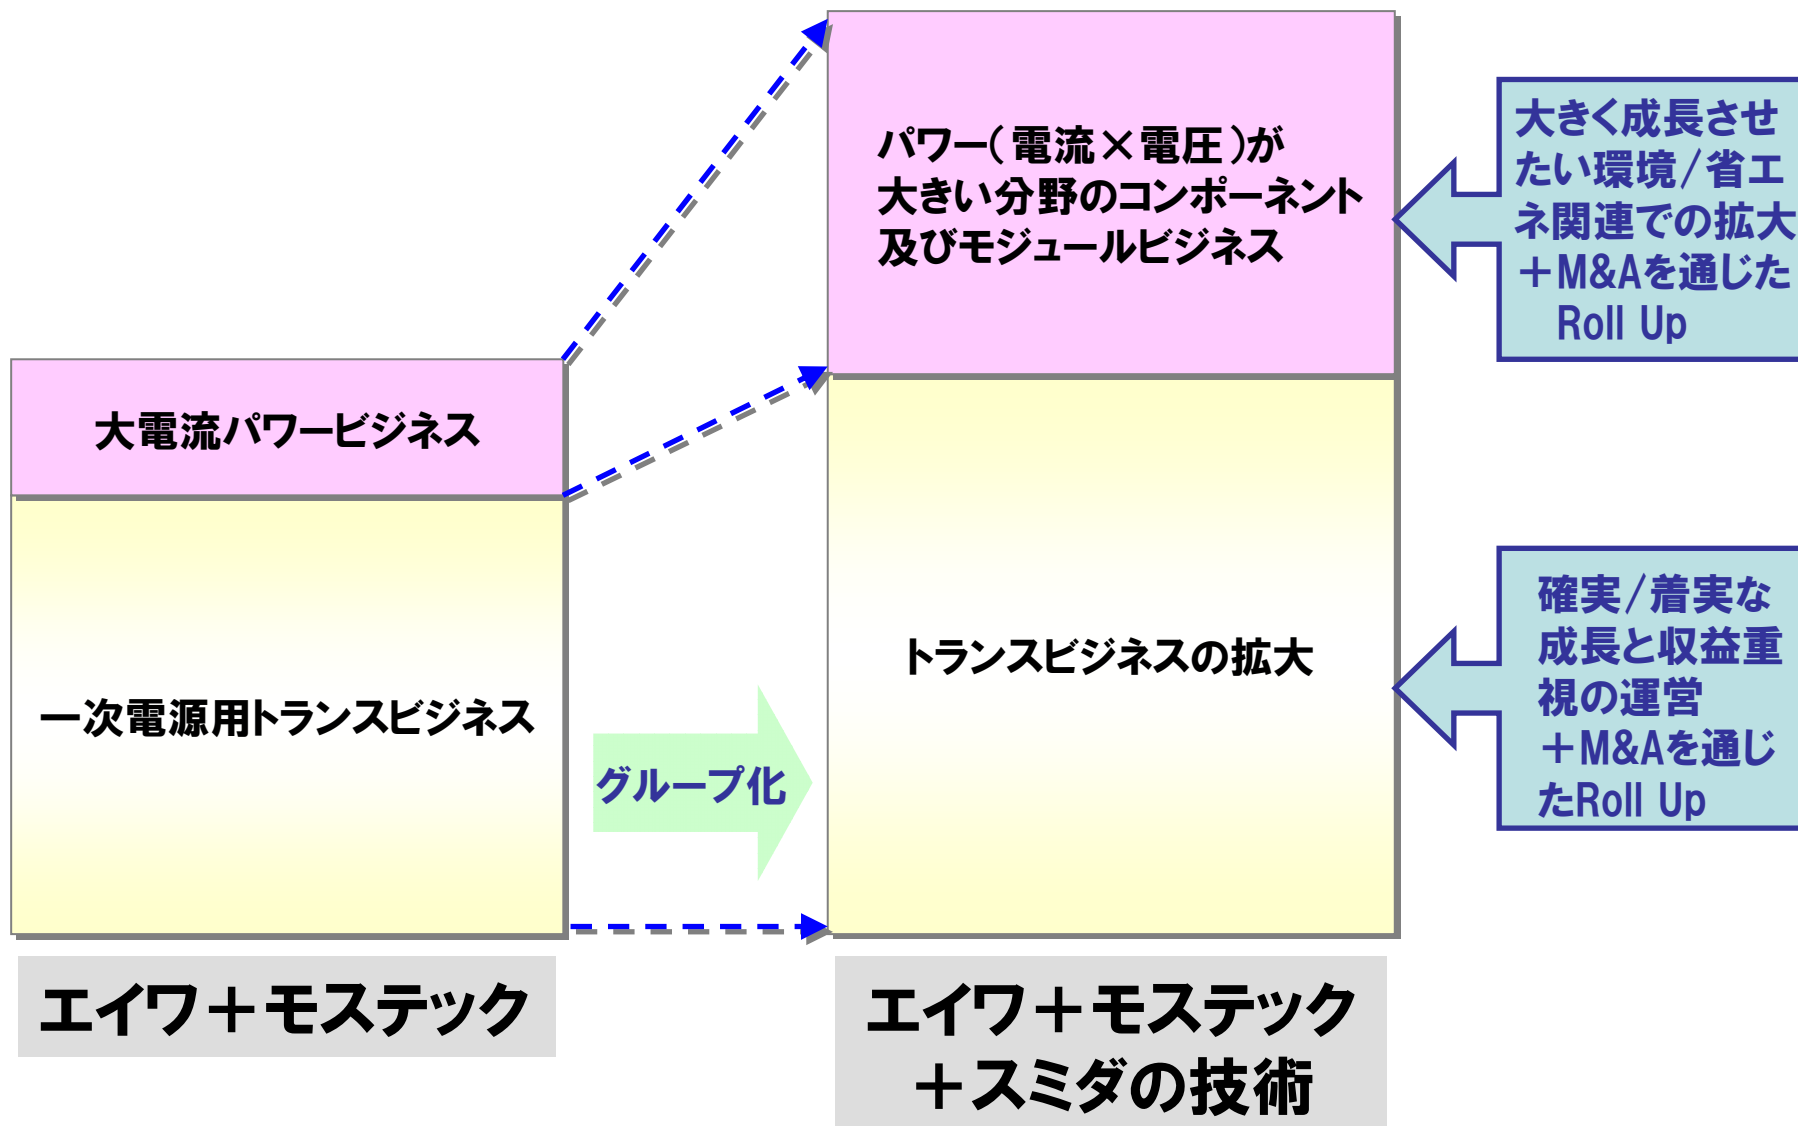 大電流パワービジネス
一次電源用トランスビジネス
エイワ＋モステック
グループ化
パワー（電流×電圧）が
大きい分野のコンポーネント
及びモジュールビジネス
トランスビジネスの拡大
エイワ＋モステック
＋スミダの技術
大きく成長させ
たい環境/省エ
ネ関連での拡大
＋M&Aを通じた
Roll Up
確実/着実な
成長と収益重
視の運営
＋M&Aを通じ
たRoll Up